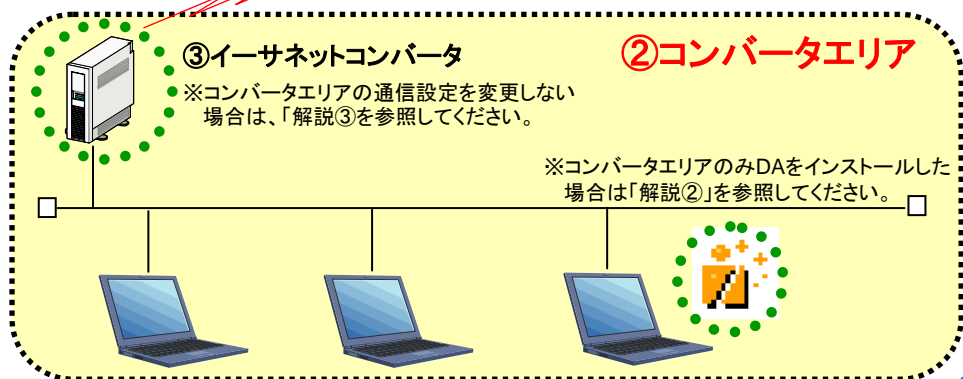 ③イーサネットコンバータ
②コンバータエリア
※コンバータエリアの通信設定を変更しない
場合は、「解説③を参照してください。
※コンバータエリアのみDAをインストールした
場合は「解説②」を参照してください。